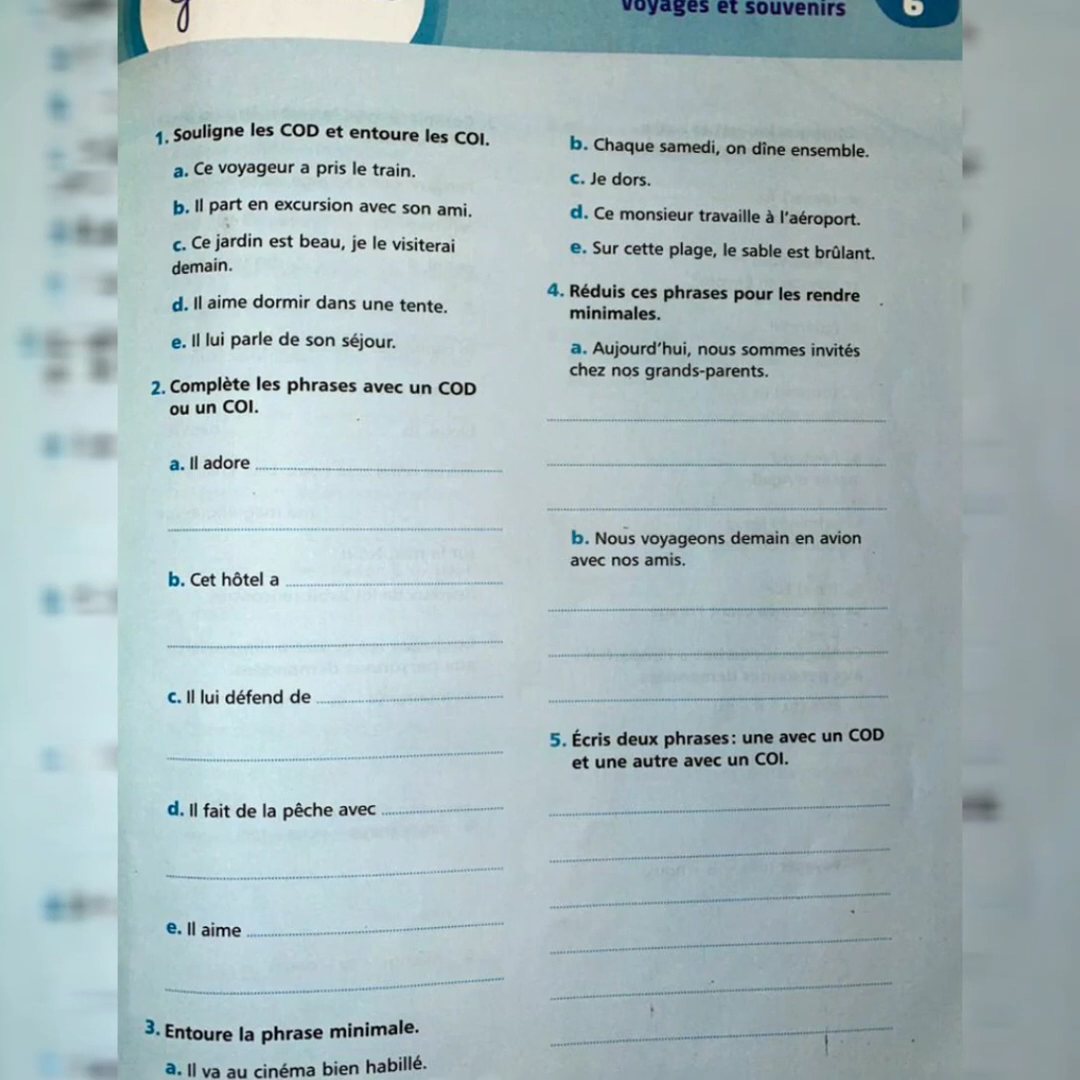 Voyages et souvenirs
6
1. Souligne les COD et entoure les COI.
a. Ce voyageur a pris le train.
b. Il part en excursion avec son ami.
c. Ce jardin est beau, je le visiterai
demain.
d. Il aime dormir dans une tente.
e. Il lui parle de son séjour.
2. Complète les phrases avec un COD
ou un COI.
a. Il adore
b. Cet hôtel a
c. Il lui défend de
d. Il fait de la pêche avec
e. Il aime
3. Entoure la phrase minimale.
a. Il va au cinéma bien habillé.
b. Chaque samedi, on dîne ensemble.
c. Je dors.
d. Ce monsieur travaille à l'aéroport.
e. Sur cette plage, le sable est brûlant.
4. Réduis ces phrases pour les rendre
minimales.
a. Aujourd'hui, nous sommes invités
chez nos grands-parents.
b. Nous voyageons demain en avion
avec nos amis.
5. Écris deux phrases : une avec un COD
et une autre avec un COI.